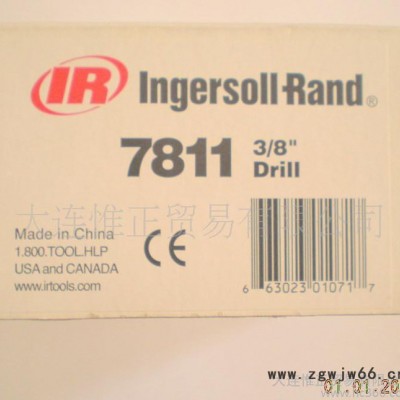 IR Ingersoll-Rand®
7811 3/8" Drill
大连惟正贸易有限公司
Made in China
1.800.TOOL.HLP
USA and CANADA
www.irtools.com
CE
6 63023 01071 7
www.zgwjw66.com